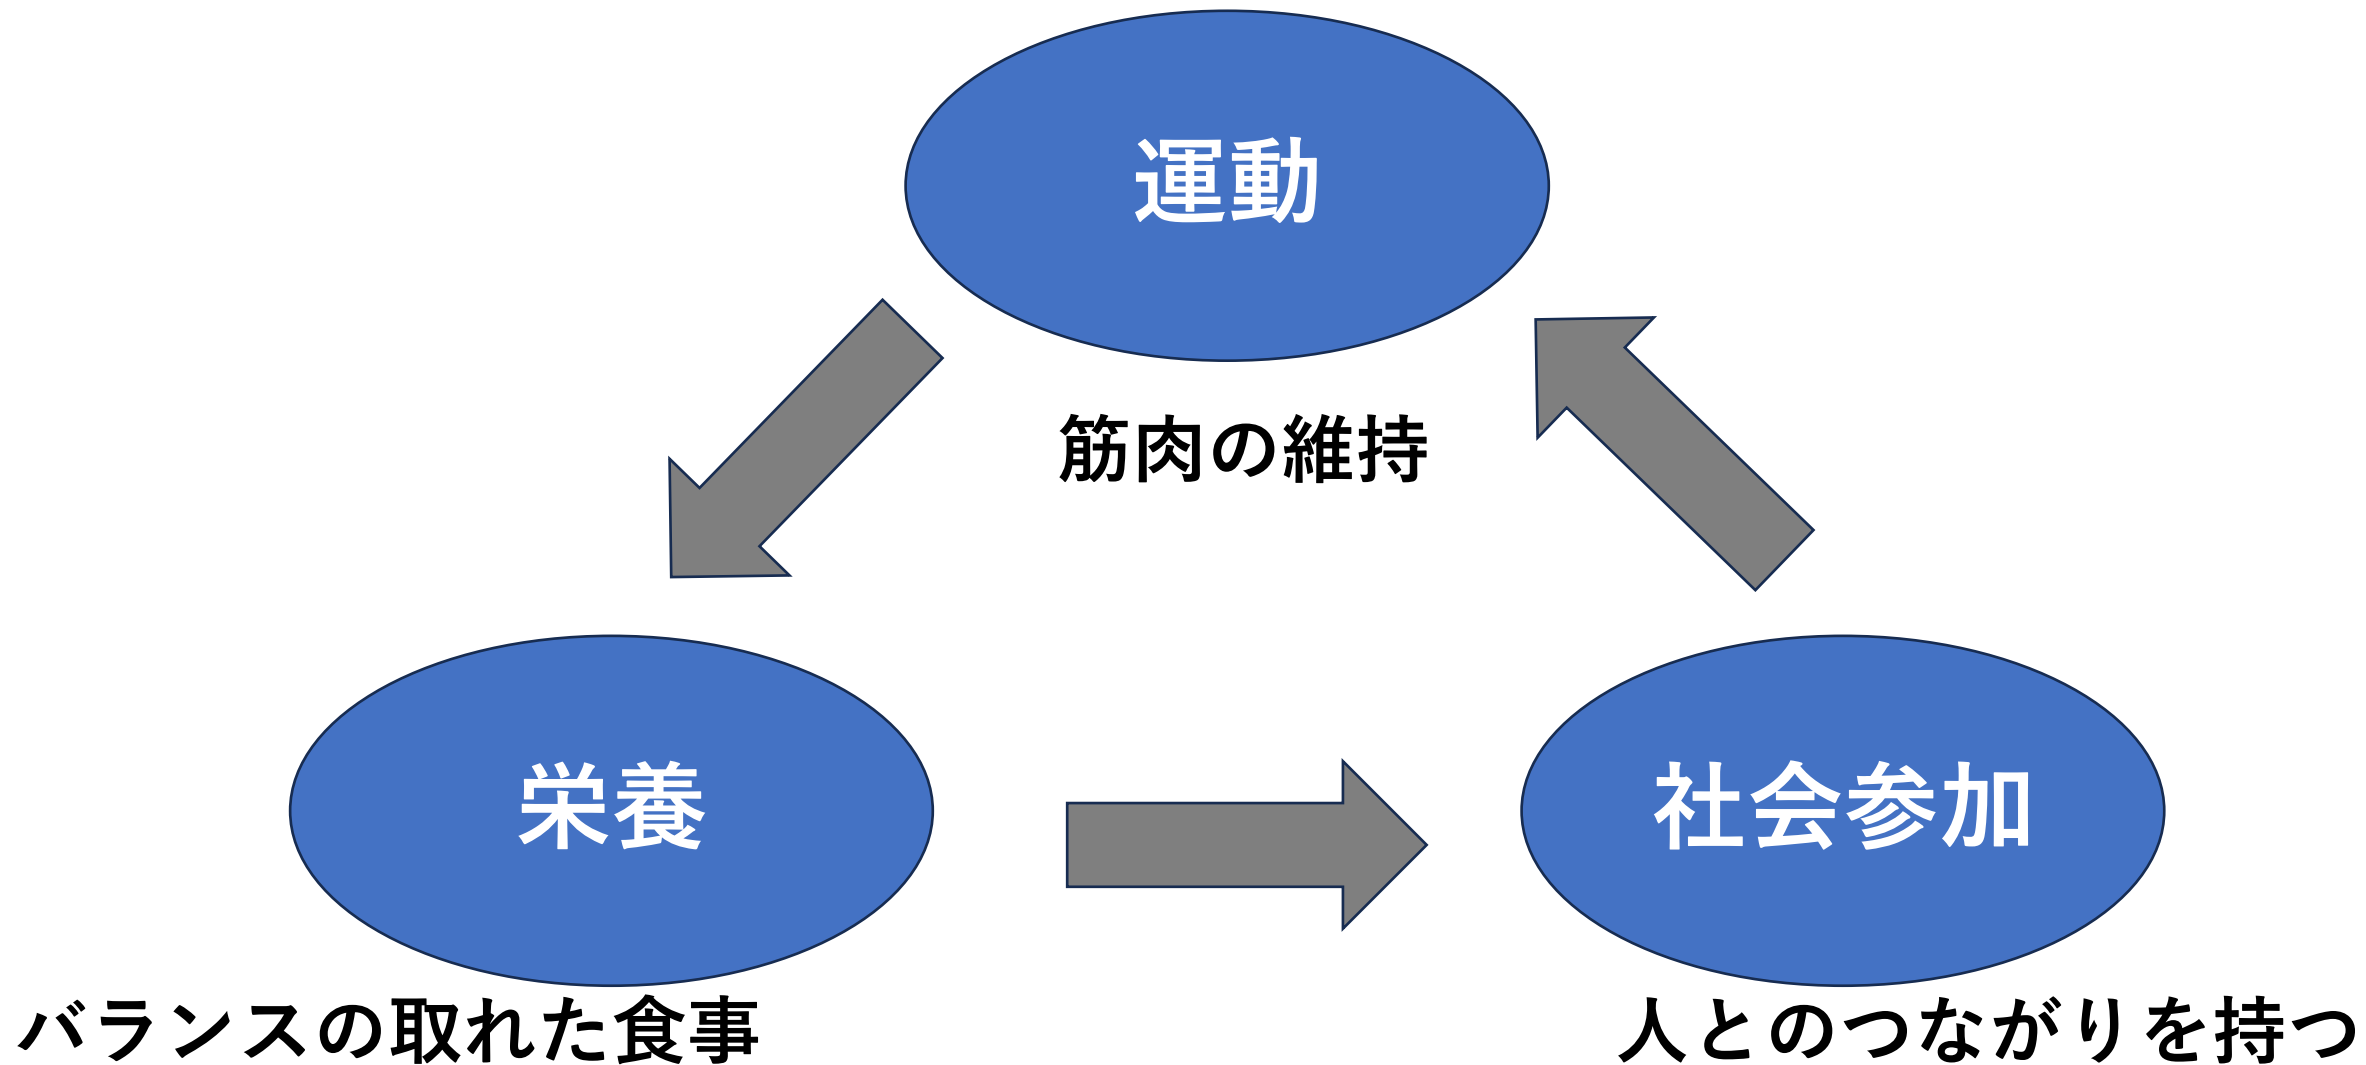 運動
筋肉の維持
栄養
社会参加
バランスの取れた食事
人とのつながりを持つ